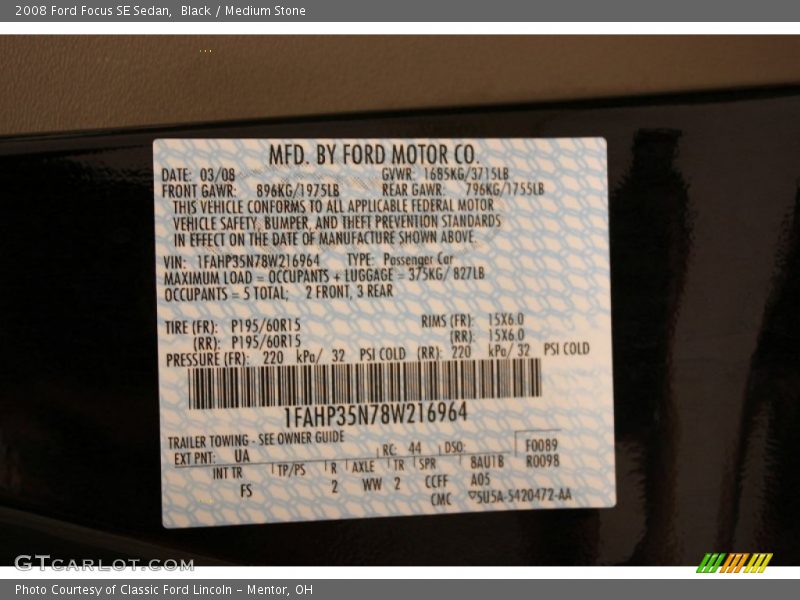 2008 Ford Focus SE Sedan,  Black / Medium Stone
MFD. BY FORD MOTOR CO.
DATE: 03/08 GVWR: 1685KG/3715LB
FRONT GAWR: 896KG/1975LB REAR GAWR: 796KG/1755LB
THIS VEHICLE CONFORMS TO ALL APPLICABLE FEDERAL MOTOR
VEHICLE SAFETY, BUMPER, AND THEFT PREVENTION STANDARDS
IN EFFECT ON THE DATE OF MANUFACTURE SHOWN ABOVE.
VIN: 1FAHP35N78W216964 TYPE: Passenger Car
MAXIMUM LOAD = OCCUPANTS + LUGGAGE = 375KG/ 827LB
OCCUPANTS = 5 TOTAL; 2 FRONT, 3 REAR
TIRE (FR): P195/60R15 RIMS (FR): 15X6.0
(RR): P195/60R15 (RR): 15X6.0
PRESSURE (FR): 220 kPa/ 32 PSI COLD (RR): 220 kPa/ 32 PSI COLD
1FAHP35N78W216964
TRAILER TOWING - SEE OWNER GUIDE
EXT PNT: UA RC: 44 DSO: F0089
INT TR TP/PS R AXLE TR SPR 8AU1B R0098
FS 2 WW 2 CCFF A05
CMC 5U5A-5420472-AA
GTCARLOT.COM
Photo Courtesy of Classic Ford Lincoln - Mentor, OH